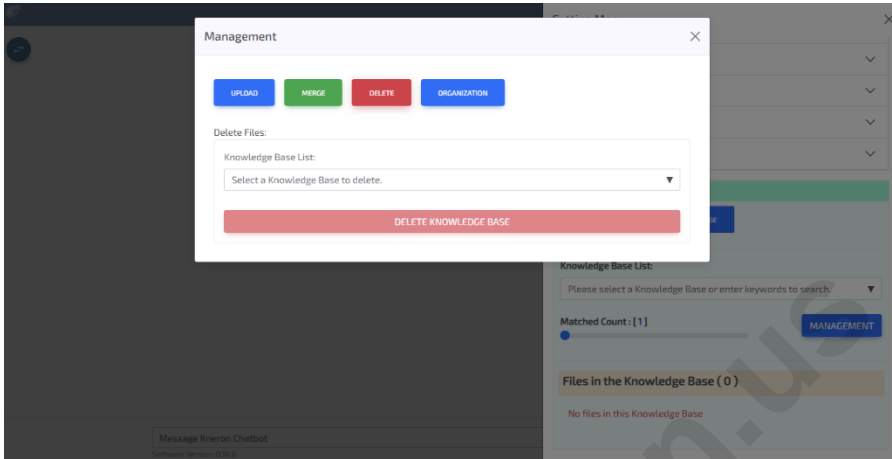 Management
UPLOAD
MERGE
DELETE
ORGANIZATION
Delete Files:
Knowledge Base List:
Select a Knowledge Base to delete.
DELETE KNOWLEDGE BASE
Knowledge Base List:
Please select a Knowledge Base or enter keywords to search.
Matched Count : [ 1 ]
MANAGEMENT
Files in the Knowledge Base ( 0 )
No files in this Knowledge Base
Message Kneron Chatbot
Software Version: